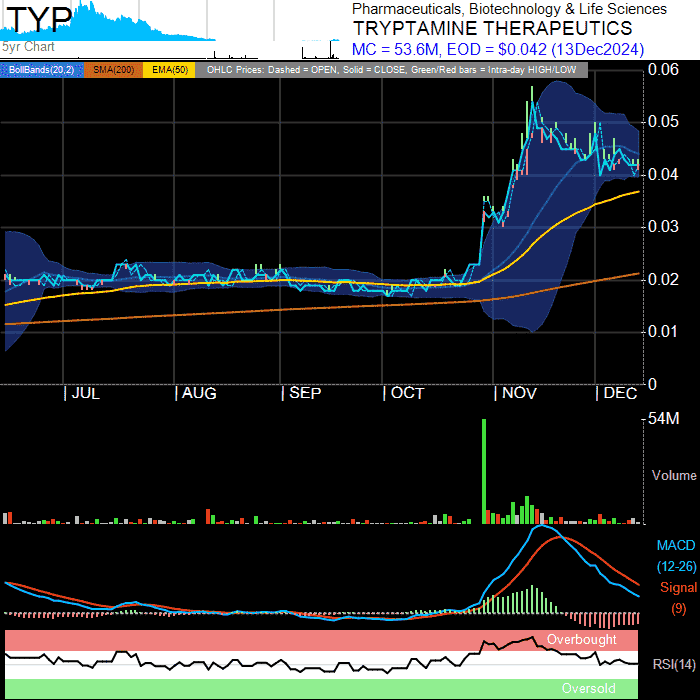 TYP
Pharmaceuticals, Biotechnology & Life Sciences
TRYPTAMINE THERAPEUTICS
5yr Chart
MC = 53.6M, EOD = $0.042 (13Dec2024)
BollBands(20,2) SMA(200) EMA(50) OHLC Prices: Dashed = OPEN, Solid = CLOSE, Green/Red bars = Intra-day HIGH/LOW
0.06
0.05
0.04
0.03
0.02
0.01
0
JUL AUG SEP OCT NOV DEC
54M
Volume
MACD
(12-26)
Signal
(9)
Overbought
RSI(14)
Oversold